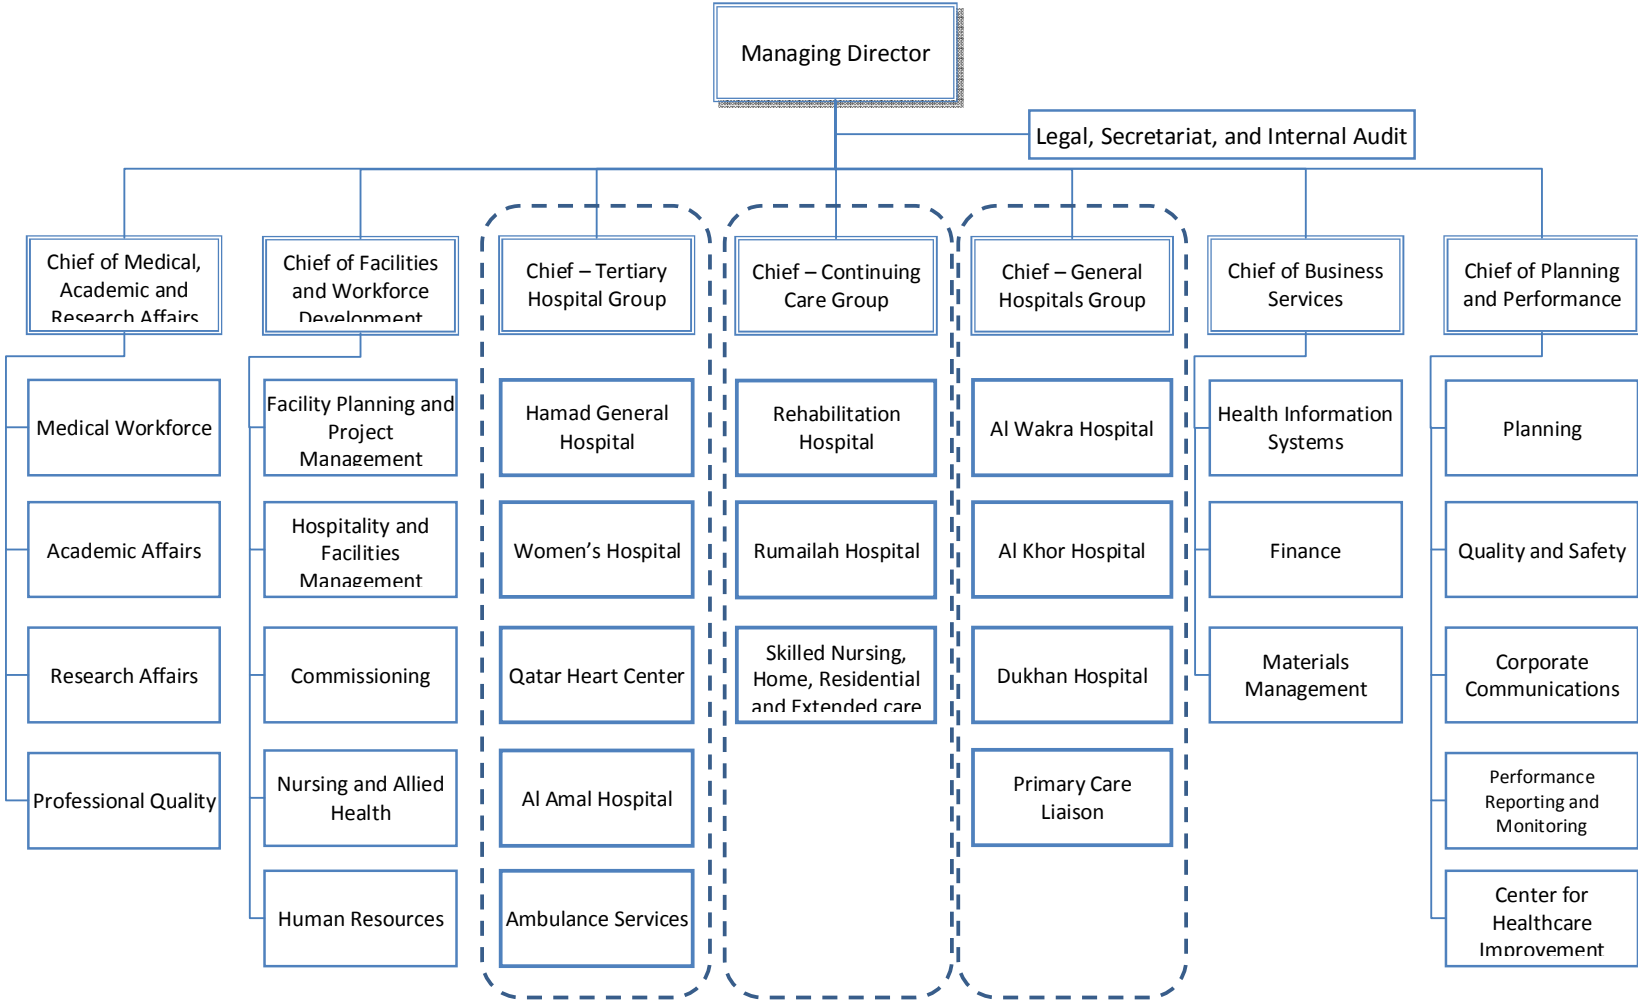 Managing Director
Legal, Secretariat, and Internal Audit
Chief of Medical,
Academic and
Research Affairs
Chief of Facilities
and Workforce
Development
Chief – Tertiary
Hospital Group
Chief – Continuing
Care Group
Chief – General
Hospitals Group
Chief of Business
Services
Chief of Planning
and Performance
Medical Workforce
Academic Affairs
Research Affairs
Professional Quality
Facility Planning and
Project
Management
Hospitality and
Facilities
Management
Commissioning
Nursing and Allied
Health
Human Resources
Hamad General
Hospital
Women’s Hospital
Qatar Heart Center
Al Amal Hospital
Ambulance Services
Rehabilitation
Hospital
Rumailah Hospital
Skilled Nursing,
Home, Residential
and Extended care
Al Wakra Hospital
Al Khor Hospital
Dukhan Hospital
Primary Care
Liaison
Health Information
Systems
Finance
Materials
Management
Planning
Quality and Safety
Corporate
Communications
Performance
Reporting and
Monitoring
Center for
Healthcare
Improvement